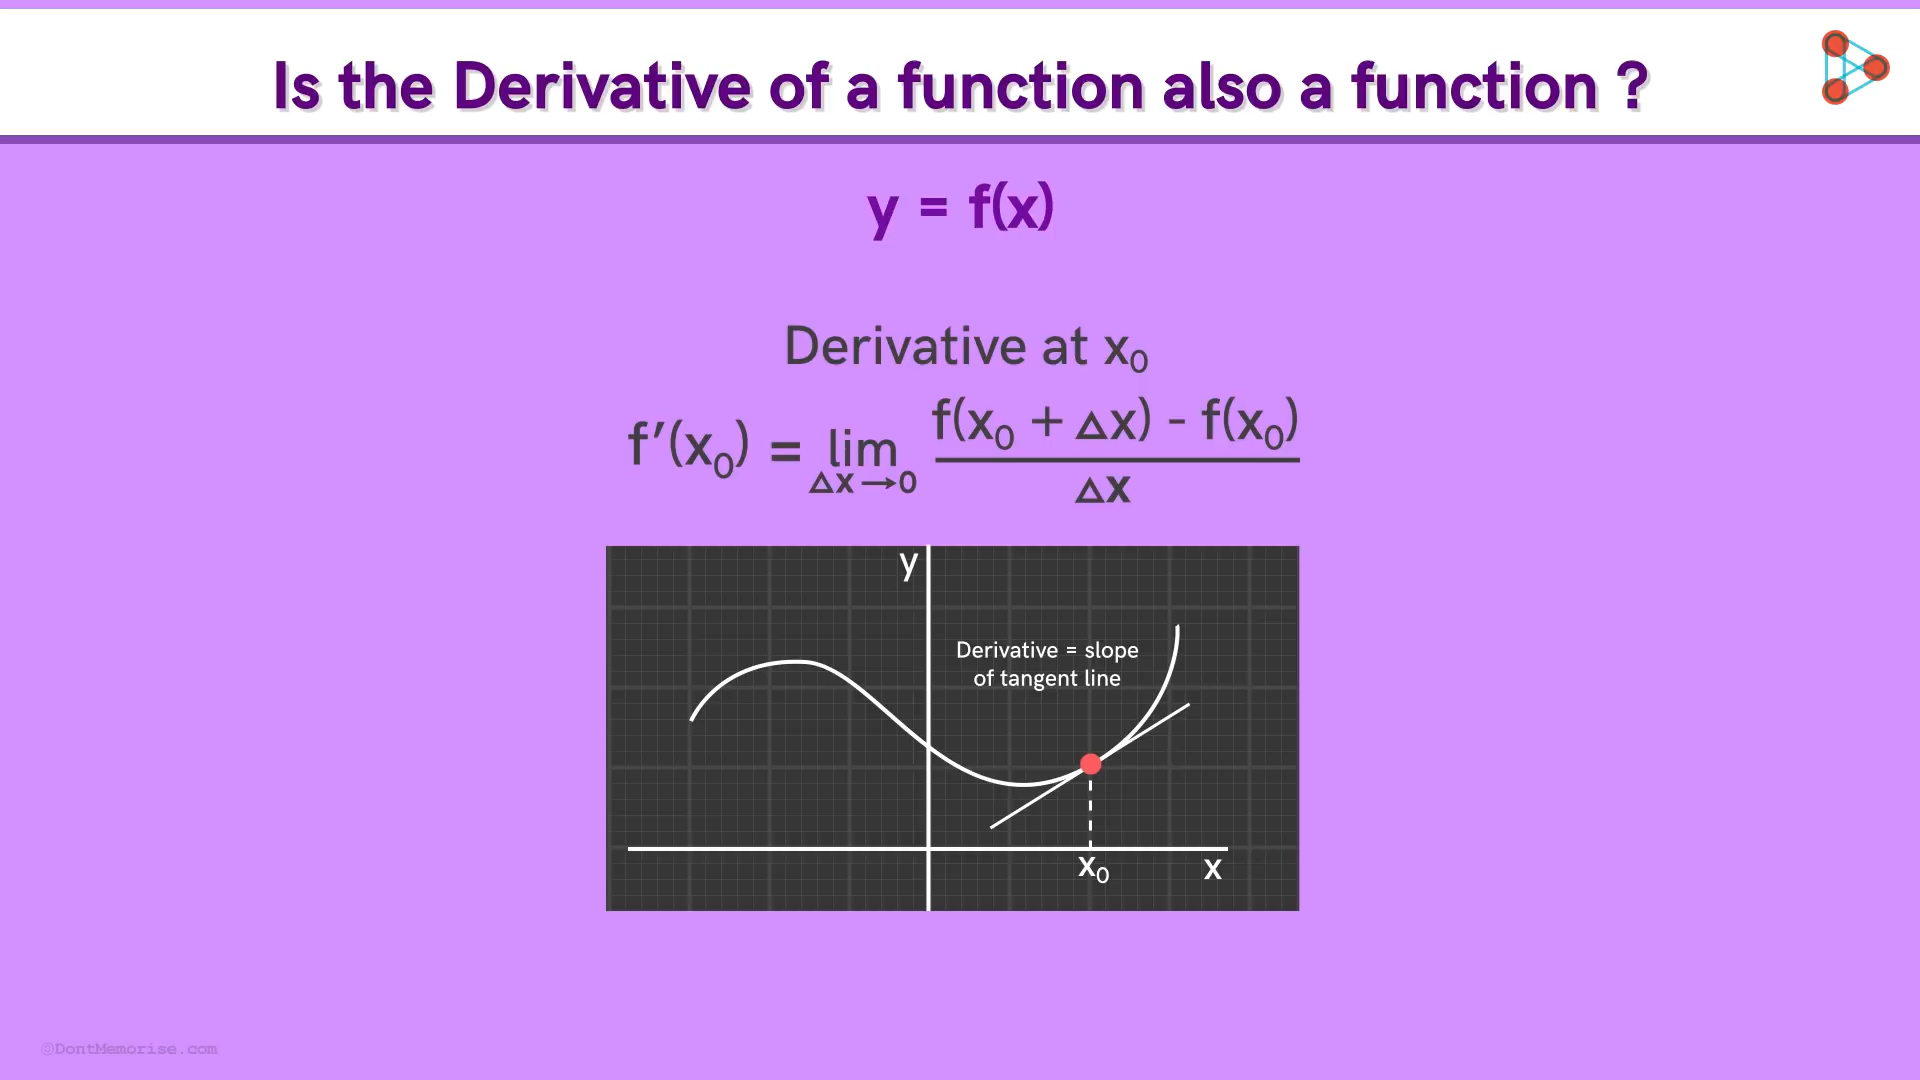 Is the Derivative of a function also a function ?
y = f(x)
Derivative at x₀
f′(x₀) = lim Δx→0 f(x₀ + Δx) - f(x₀) / Δx
y
Derivative = slope
of tangent line
x₀
x
©DontMemorise.com